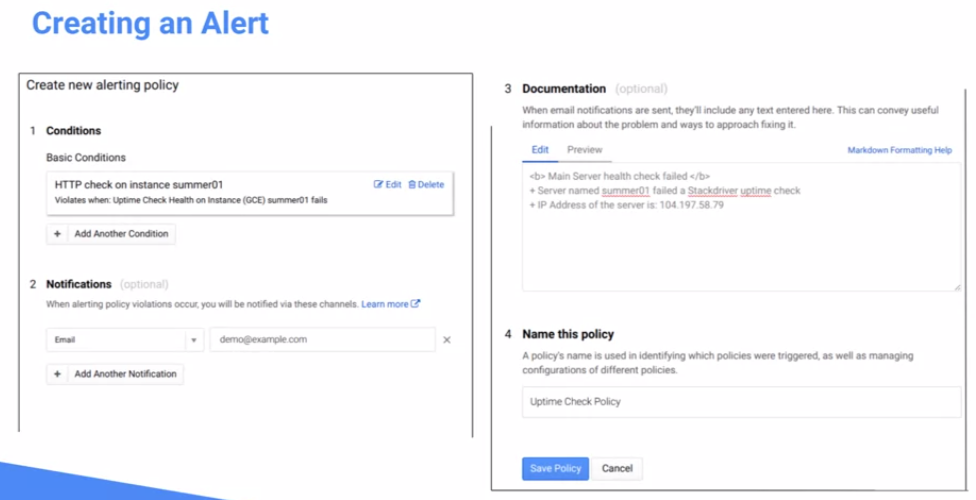 Creating an Alert
Create new alerting policy
1 Conditions
Basic Conditions
HTTP check on instance summer01
Edit Delete
Violates when: Uptime Check Health on Instance (GCE) summer01 fails
+ Add Another Condition
2 Notifications (optional)
When alerting policy violations occur, you will be notified via these channels. Learn more
Email demo@example.com ×
+ Add Another Notification
3 Documentation (optional)
When email notifications are sent, they'll include any text entered here. This can convey useful
information about the problem and ways to approach fixing it.
Edit Preview Markdown Formatting Help
<b> Main Server health check failed </b>
+ Server named summer01 failed a Stackdriver uptime check
+ IP Address of the server is: 104.197.58.79
4 Name this policy
A policy's name is used in identifying which policies were triggered, as well as managing
configurations of different policies.
Uptime Check Policy
Save Policy Cancel